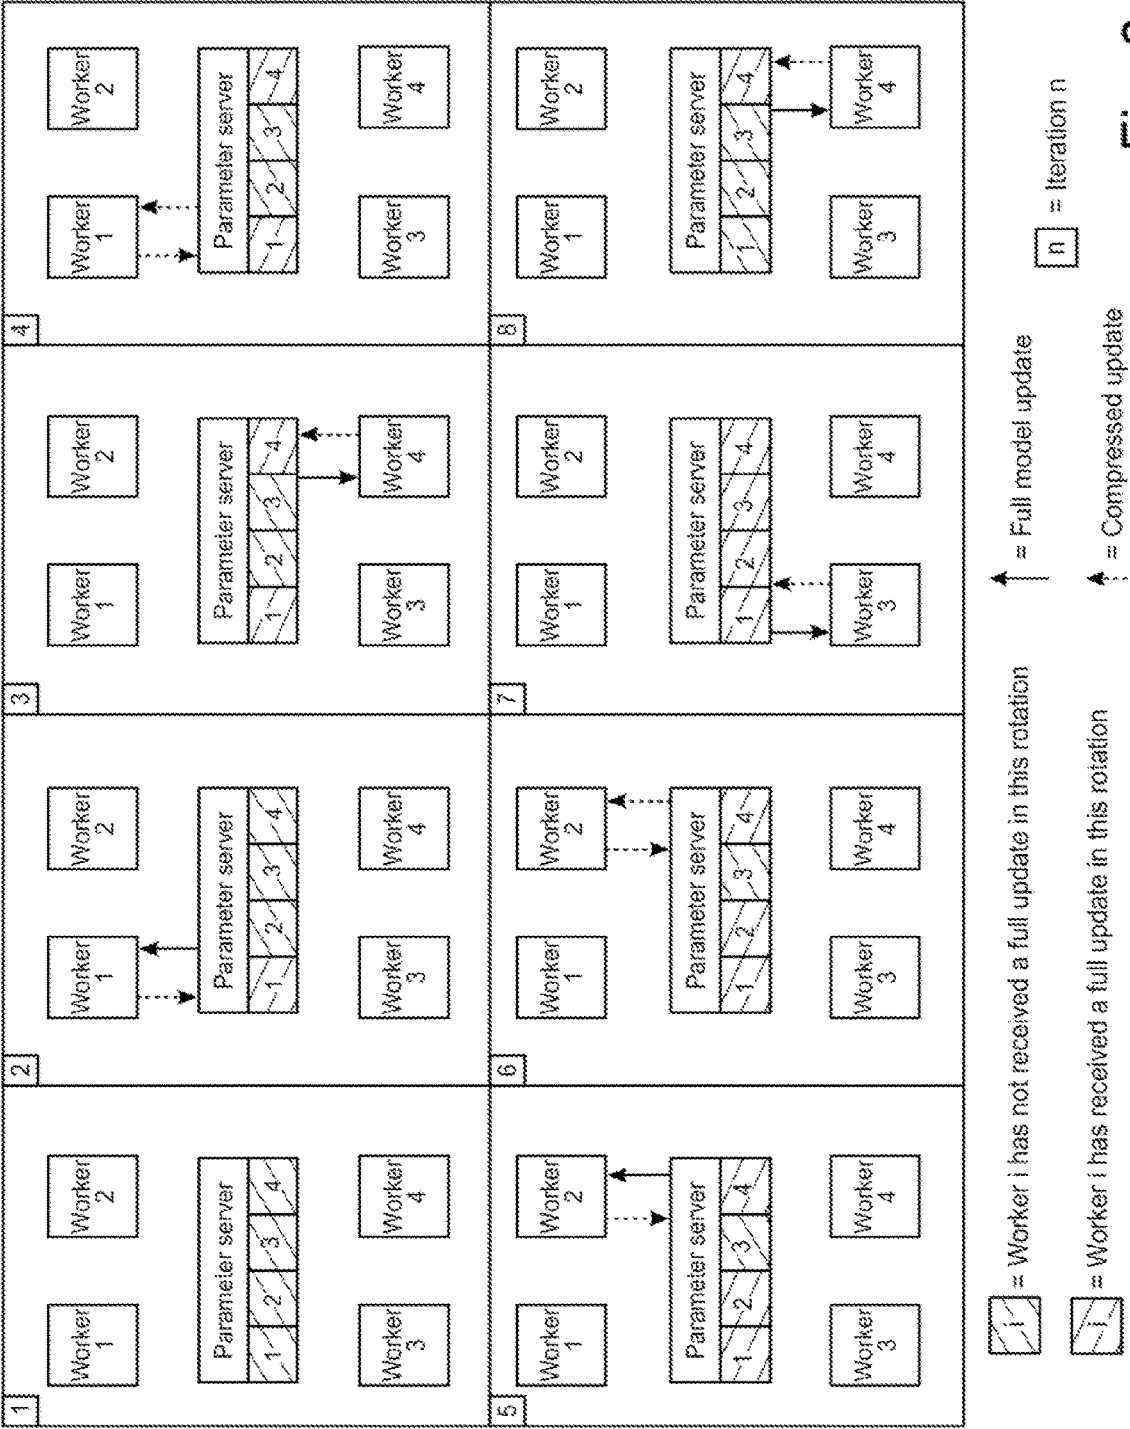 1
Worker
1
Worker
2
Parameter server
1 2 3 4
Worker
3
Worker
4
2
Worker
1
Worker
2
Parameter server
1 2 3 4
Worker
3
Worker
4
3
Worker
1
Worker
2
Parameter server
1 2 3 4
Worker
3
Worker
4
4
Worker
1
Worker
2
Parameter server
1 2 3 4
Worker
3
Worker
4
5
Worker
1
Worker
2
Parameter server
1 2 3 4
Worker
3
Worker
4
6
Worker
1
Worker
2
Parameter server
1 2 3 4
Worker
3
Worker
4
7
Worker
1
Worker
2
Parameter server
1 2 3 4
Worker
3
Worker
4
8
Worker
1
Worker
2
Parameter server
1 2 3 4
Worker
3
Worker
4
i = Worker i has not received a full update in this rotation
= Full model update
n = Iteration n
i = Worker i has received a full update in this rotation
= Compressed update